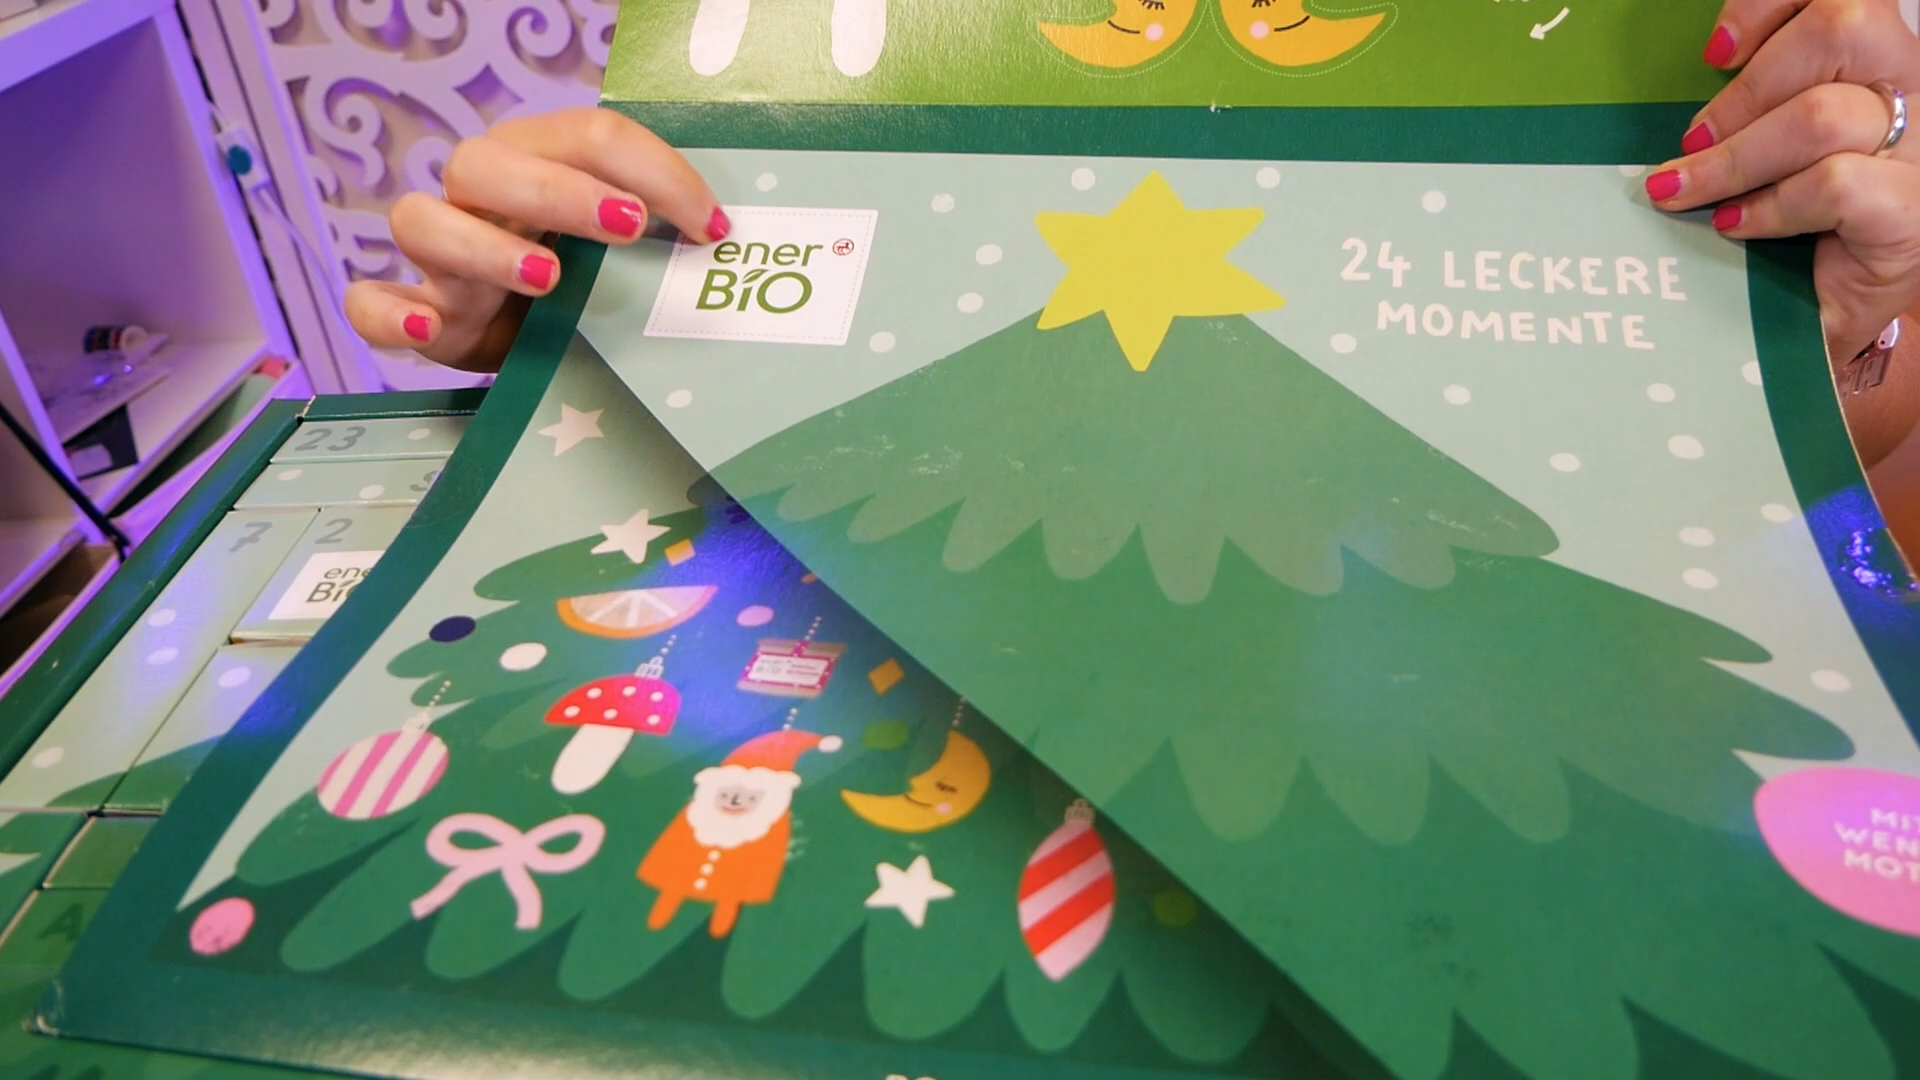 ener
BiO
24 LECKERE
MOMENTE
23
7
2
ener
BiO